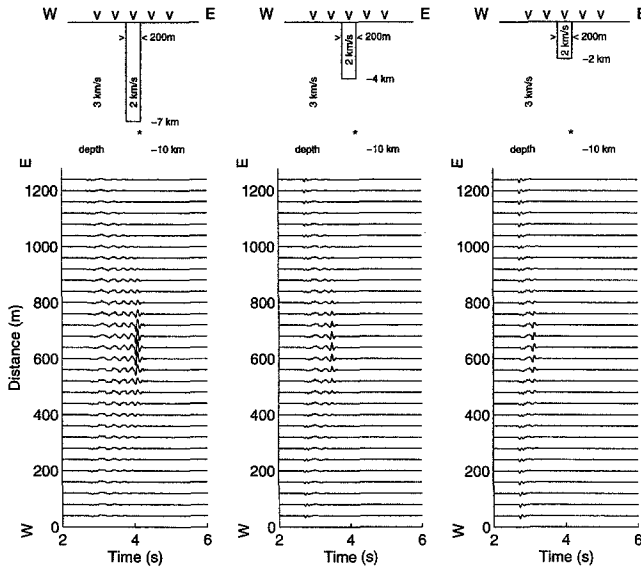 W V V V V V E
> < 200m
3 km/s
2 km/s
-7 km
*
depth -10 km
W V V V V V E
> < 200m
3 km/s
2 km/s
-4 km
*
depth -10 km
W V V V V V E
> < 200m
3 km/s
2 km/s
-2 km
*
depth -10 km
Distance (m)
E
1200
1000
800
600
400
200
0
W
2 4 6
Time (s)
E
1200
1000
800
600
400
200
0
W
2 4 6
Time (s)
E
1200
1000
800
600
400
200
0
W
2 4 6
Time (s)